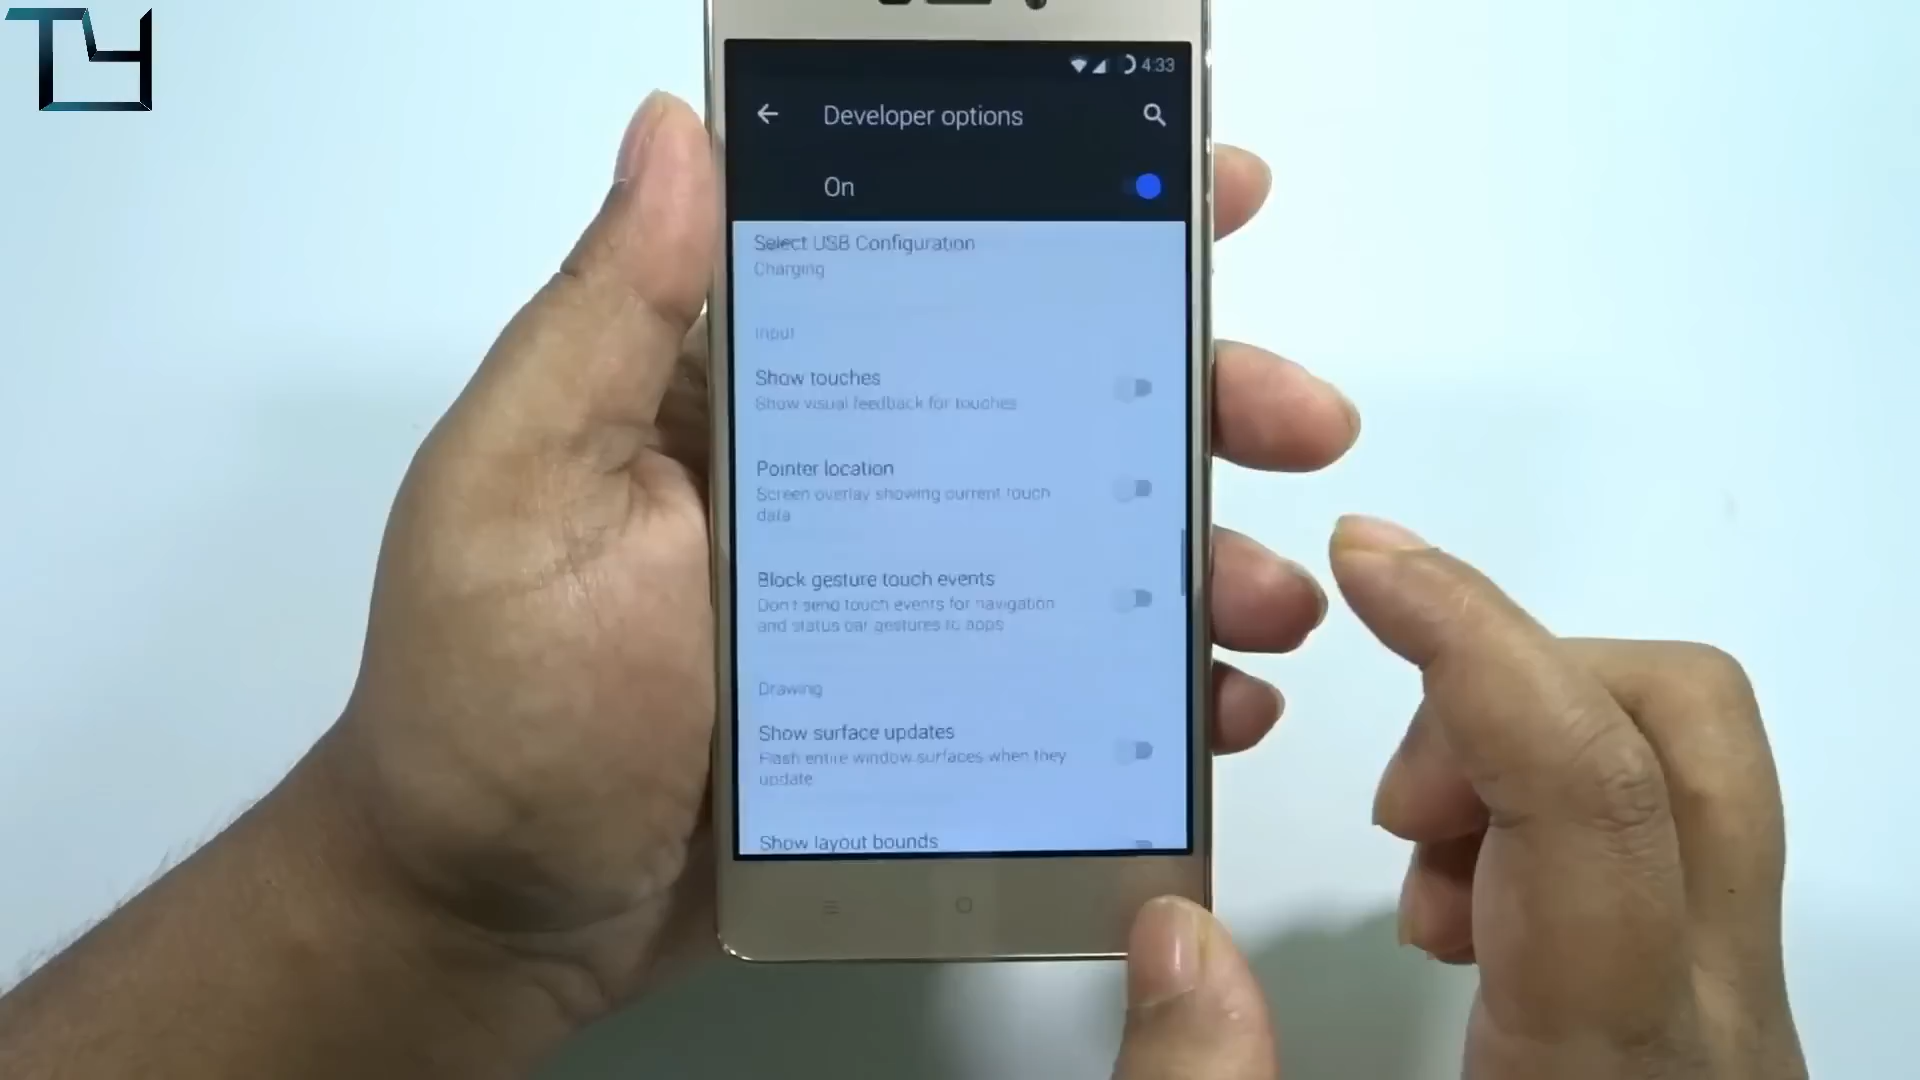 TY
4:33
Developer options
On
Select USB Configuration
Charging
Input
Show touches
Show visual feedback for touches
Pointer location
Screen overlay showing current touch
data
Block gesture touch events
Don't send touch events for navigation
and status bar gestures to apps
Drawing
Show surface updates
Flash entire window surfaces when they
update
Show layout bounds